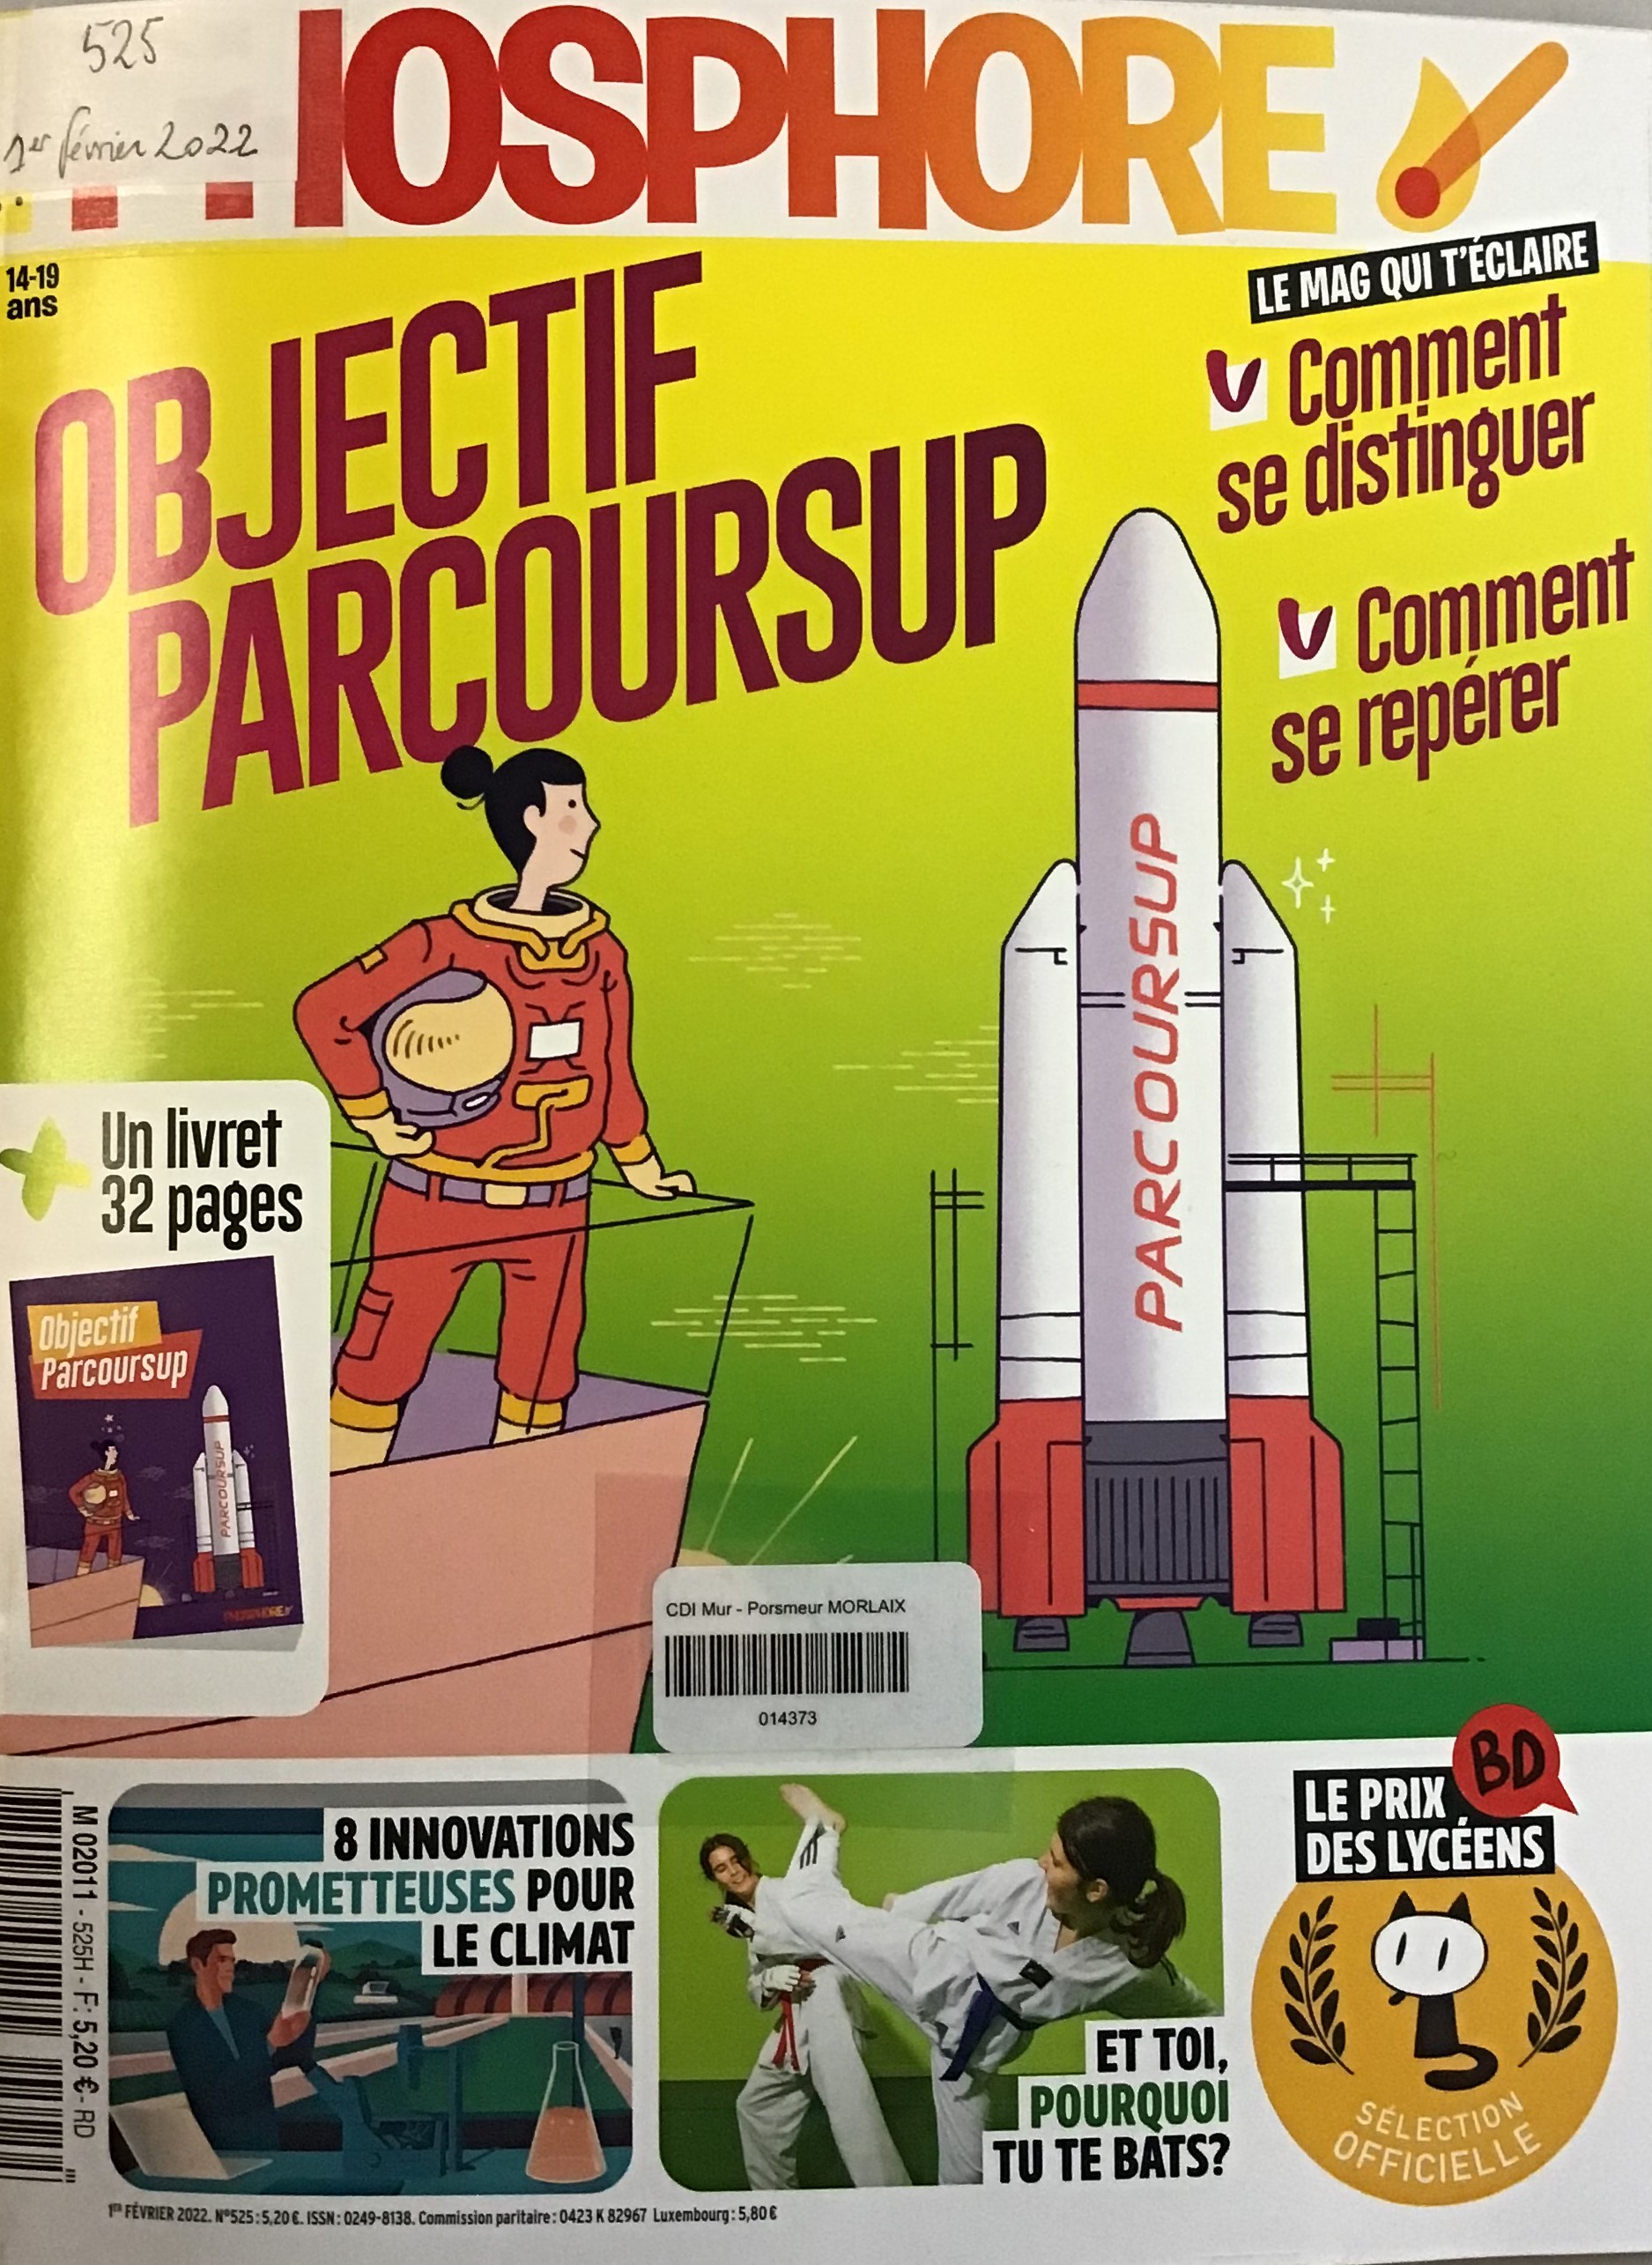 525
1er février 2022
PHOSPHORE
14-19
ans
LE MAG QUI T'ÉCLAIRE
OBJECTIF
PARCOURSUP
Comment
se distinguer
Comment
se repérer
PARCOURSUP
Un livret
32 pages
Objectif
Parcoursup
PARCOURSUP
PHOSPHORE
CDI Mur - Porsmeur MORLAIX
014373
M 02011 - 525H - F: 5,20 € - RD
8 INNOVATIONS
PROMETTEUSES POUR
LE CLIMAT
ET TOI,
POURQUOI
TU TE BATS?
LE PRIX BD
DES LYCÉENS
SÉLECTION
OFFICIELLE
1ER FÉVRIER 2022. N°525 : 5,20 €. ISSN : 0249-8138. Commission paritaire : 0423 K 82967 Luxembourg : 5,80 €